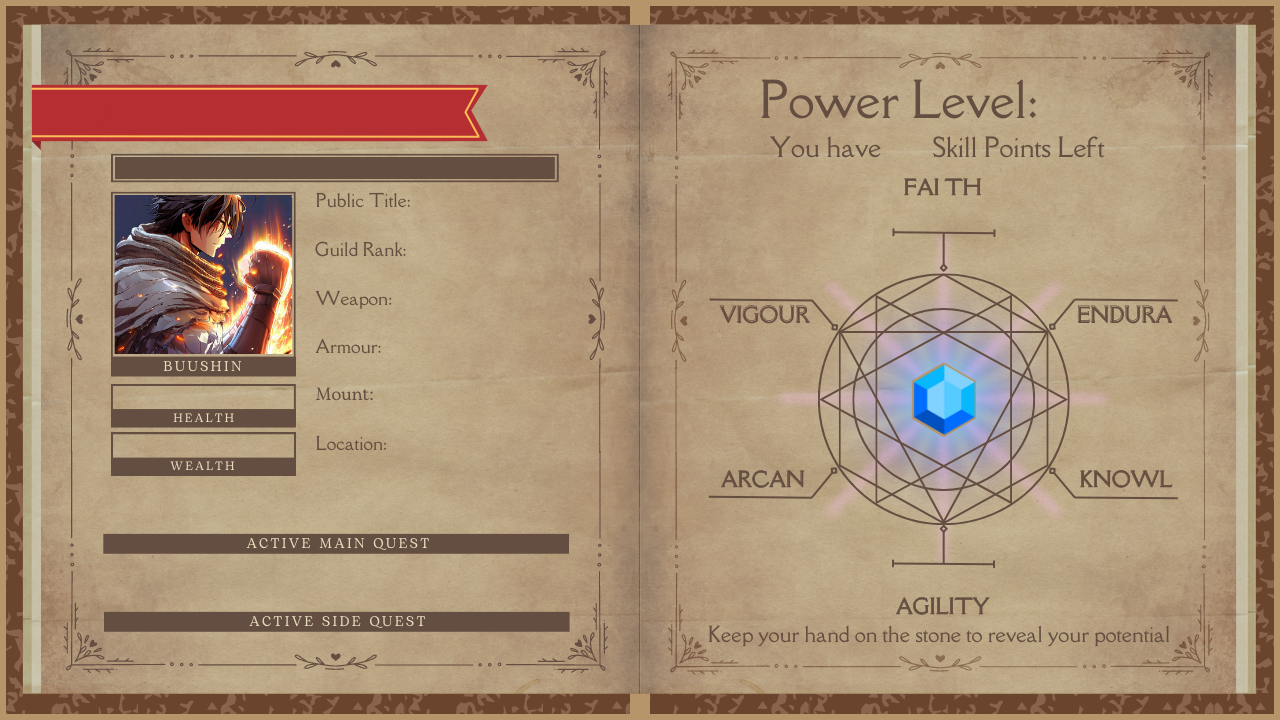 Public Title:
Guild Rank:
Weapon:
Armour:
Mount:
Location:
BUUSHIN
HEALTH
WEALTH
ACTIVE MAIN QUEST
ACTIVE SIDE QUEST
Power Level:
You have Skill Points Left
FAI TH
VIGOUR
ENDURA
ARCAN
KNOWL
AGILITY
Keep your hand on the stone to reveal your potential